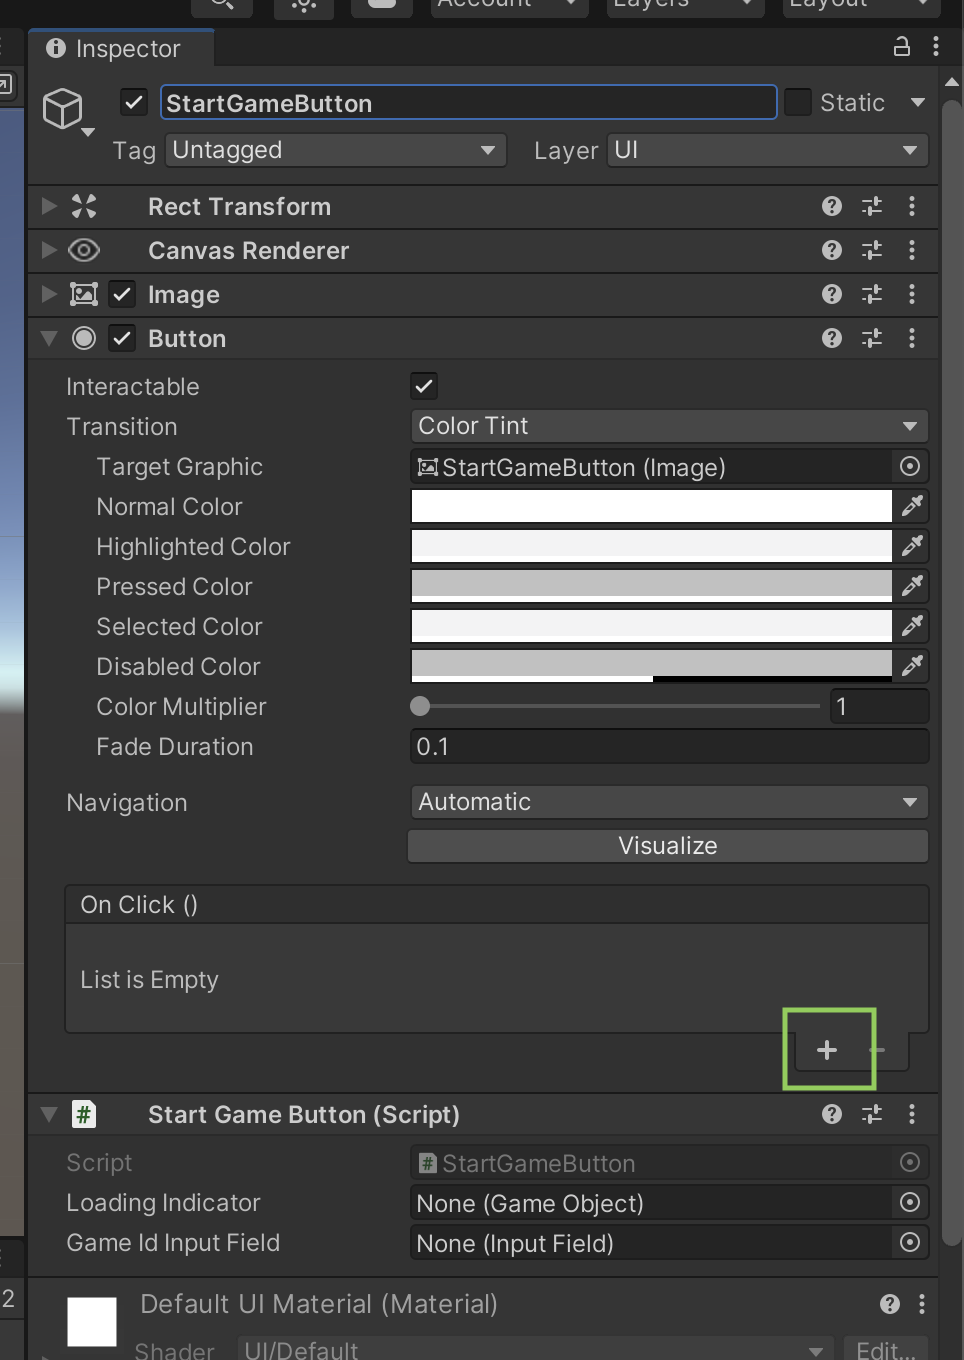 Account Layers Layout
Inspector
StartGameButton Static
Tag Untagged Layer UI
Rect Transform
Canvas Renderer
Image
Button
Interactable
Transition Color Tint
Target Graphic StartGameButton (Image)
Normal Color
Highlighted Color
Pressed Color
Selected Color
Disabled Color
Color Multiplier 1
Fade Duration 0.1
Navigation Automatic
Visualize
On Click ()
List is Empty
+ -
# Start Game Button (Script)
Script # StartGameButton
Loading Indicator None (Game Object)
Game Id Input Field None (Input Field)
2 Default UI Material (Material)
Shader UI/Default Edit...